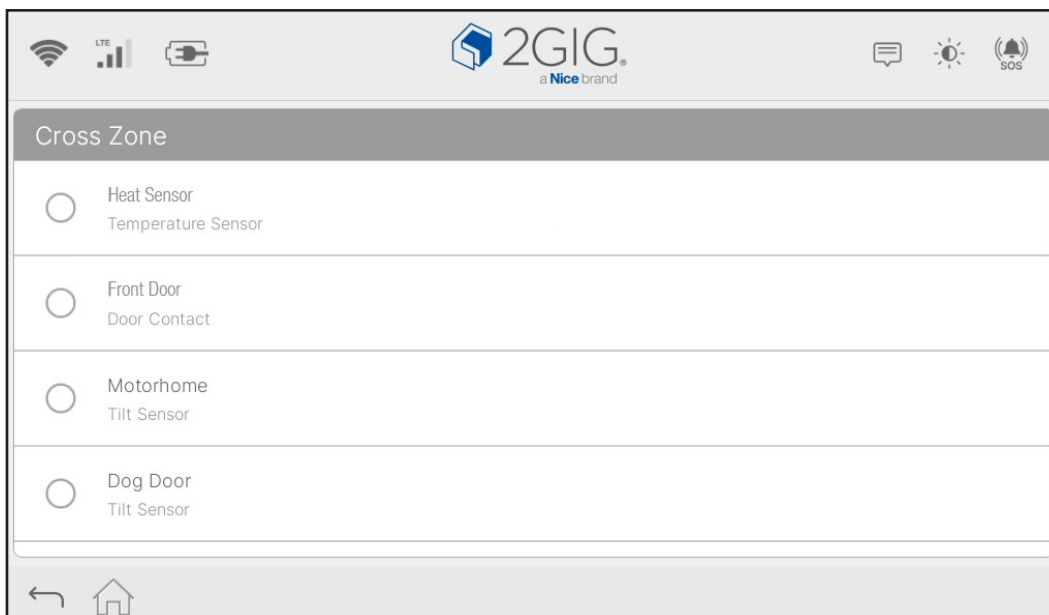 LTE
2GIG®
a Nice brand
SOS
Cross Zone
Heat Sensor
Temperature Sensor
Front Door
Door Contact
Motorhome
Tilt Sensor
Dog Door
Tilt Sensor